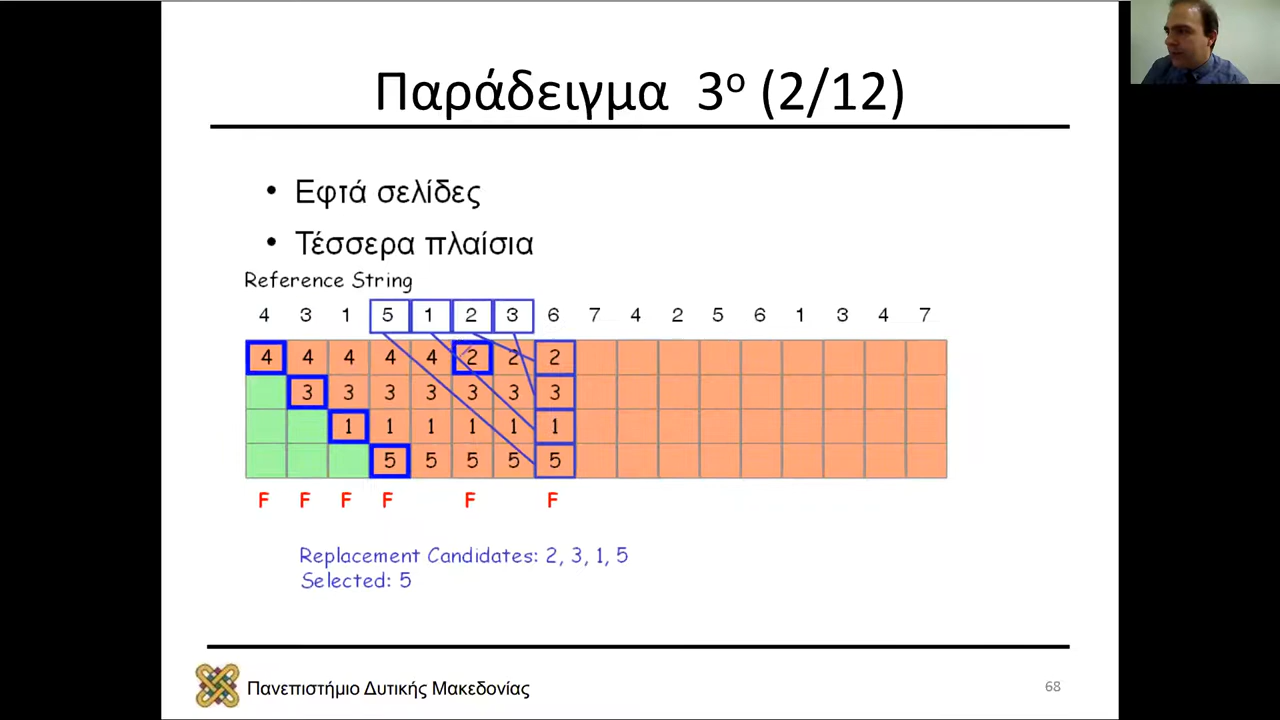 Παράδειγμα 3ο (2/12)
• Εφτά σελίδες
• Τέσσερα πλαίσια
Reference String
4 3 1 5 1 2 3 6 7 4 2 5 6 1 3 4 7
4 4 4 4 4 2 2 2
3 3 3 3 3 3 3
1 1 1 1 1 1
5 5 5 5 5
F F F F F F
Replacement Candidates: 2, 3, 1, 5
Selected: 5
Πανεπιστήμιο Δυτικής Μακεδονίας
68